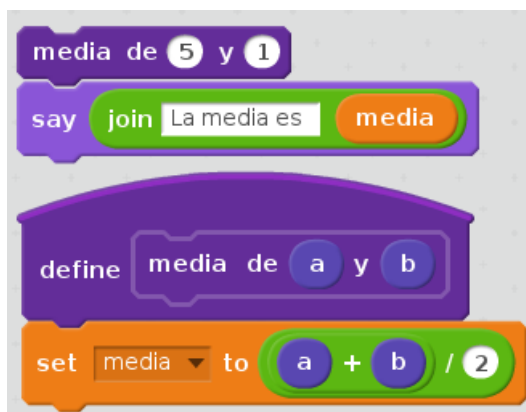 media de 5 y 1
say join La media es media
define media de a y b
set media to a + b / 2